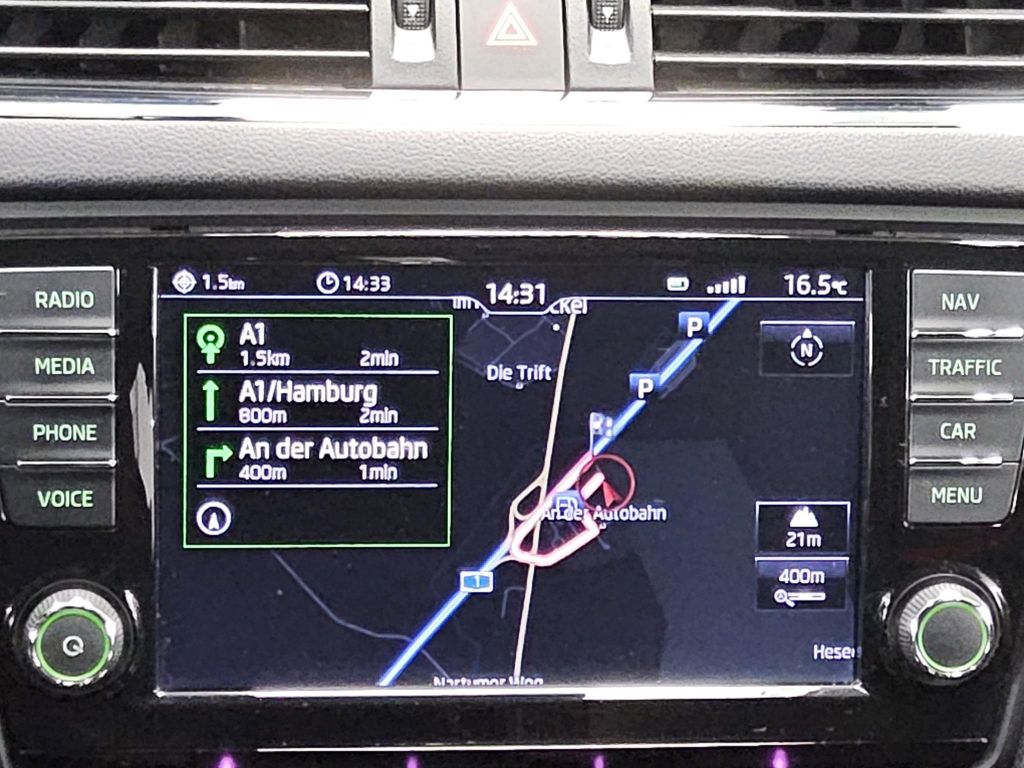 RADIO
MEDIA
PHONE
VOICE
1.5km
14:33
14:31
16.5°C
A1
1.5km 2min
A1/Hamburg
800m 2min
An der Autobahn
400m 1min
P
P
Die Trift
An der Autobahn
1
N
21m
400m
NAV
TRAFFIC
CAR
MENU